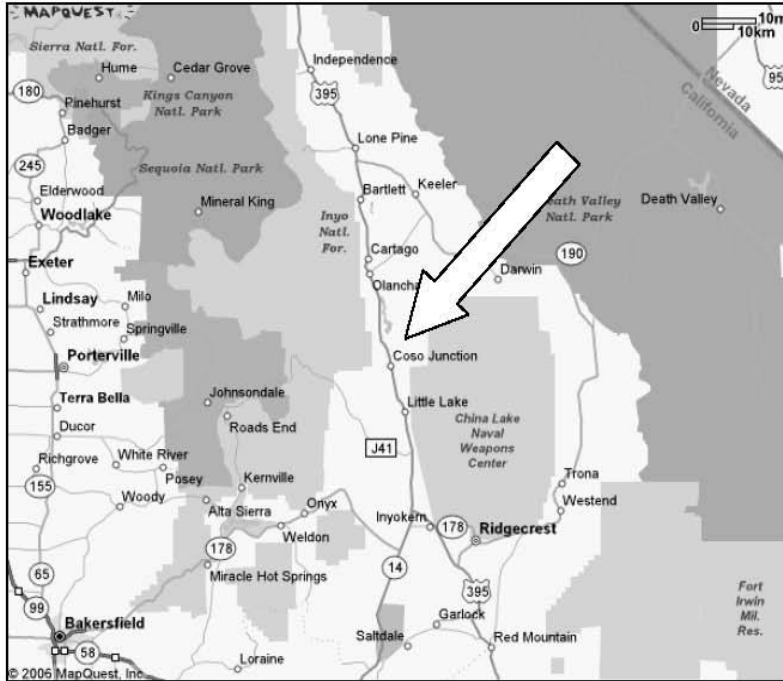 MAPQUEST
10mi
0
10km
Sierra Natl. For.
Independence
Nevada
California
95
Hume
Cedar Grove
180
Kings Canyon
Natl. Park
395
Pinehurst
Badger
Lone Pine
245
Sequoia Natl. Park
Elderwood
Mineral King
Bartlett
Keeler
Death Valley
Natl. Park
Death Valley
Woodlake
Inyo
Natl.
For.
190
Exeter
Cartago
Darwin
Olancha
Lindsay
Milo
Strathmore
Springville
Porterville
Coso Junction
Terra Bella
Johnsondale
Little Lake
Roads End
China Lake
Naval
Weapons
Center
Ducor
J41
Richgrove
White River
Posey
Kernville
Trona
155
Woody
Alta Sierra
Onyx
Westend
Inyokern
178
Ridgecrest
Weldon
178
65
Miracle Hot Springs
14
395
99
Fort
Irwin
Mil.
Res.
Bakersfield
Garlock
58
Saltdale
Red Mountain
Loraine
© 2006 MapQuest, Inc.